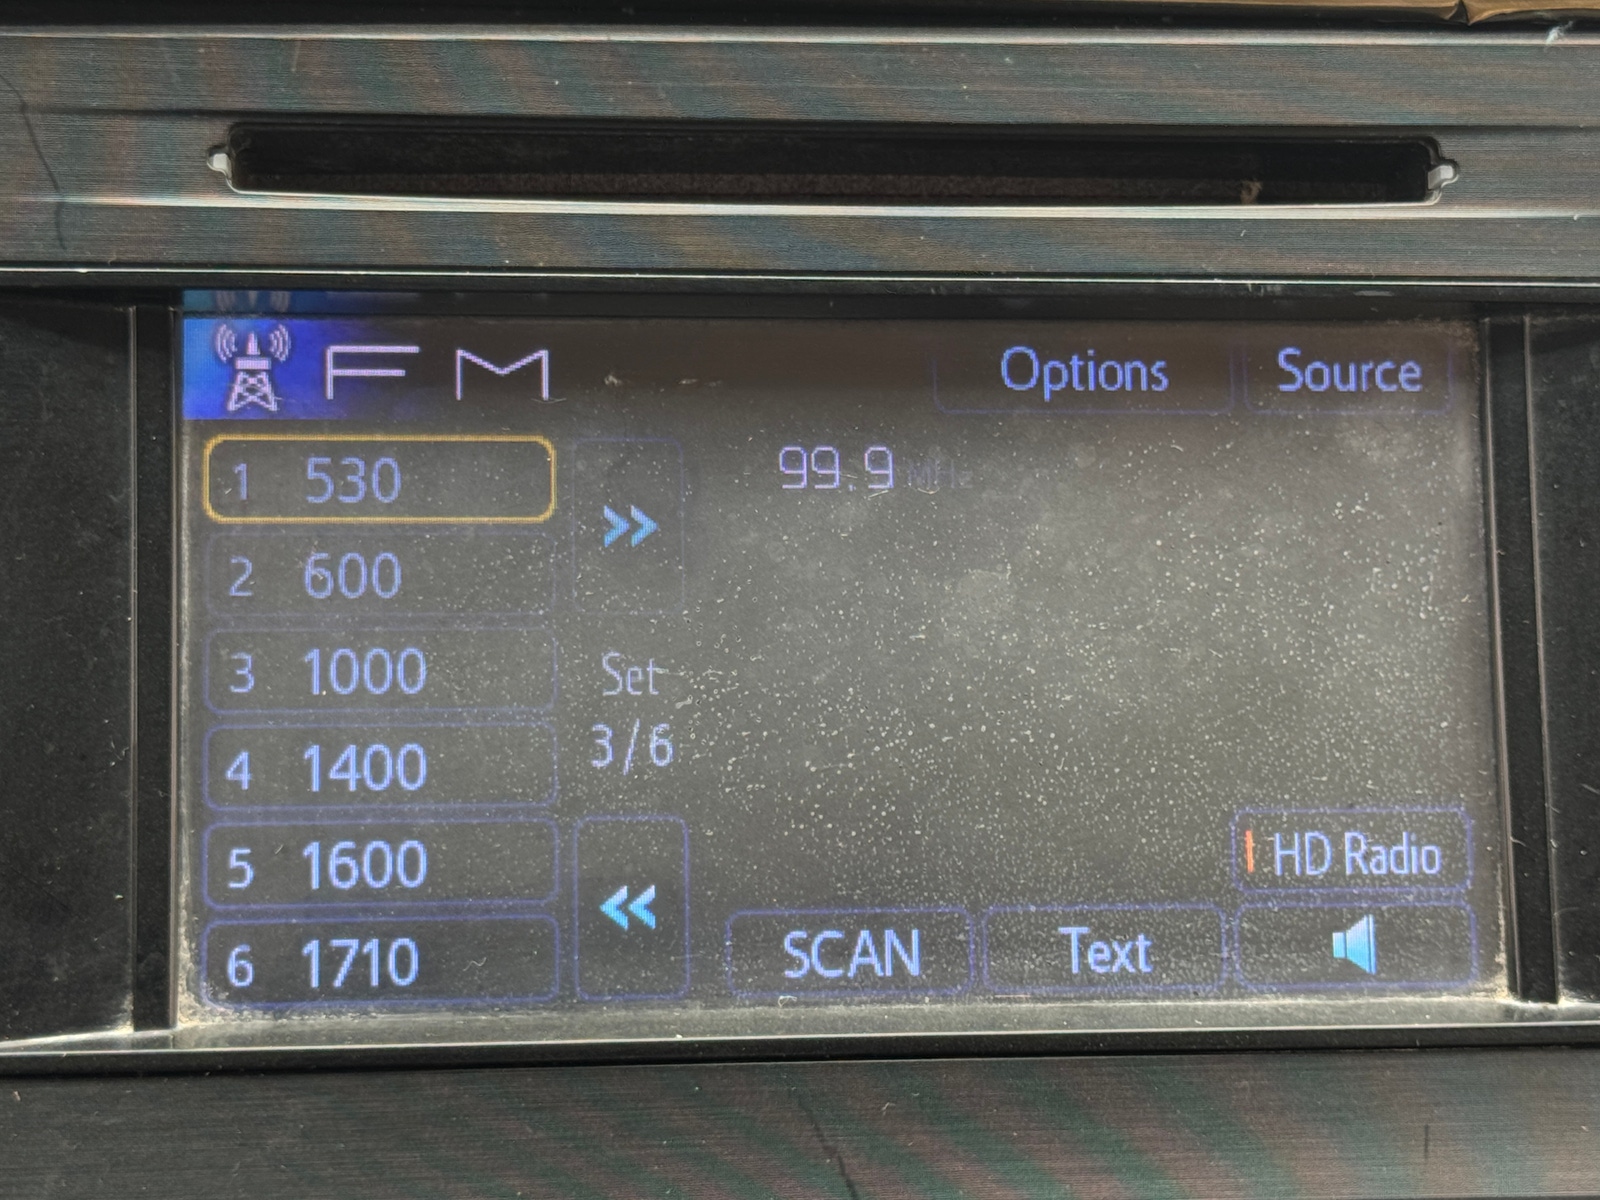 FM
Options
Source
1 530
99.9 MHz
2 600
3 1000
Set
3/6
4 1400
5 1600
HD Radio
6 1710
SCAN
Text